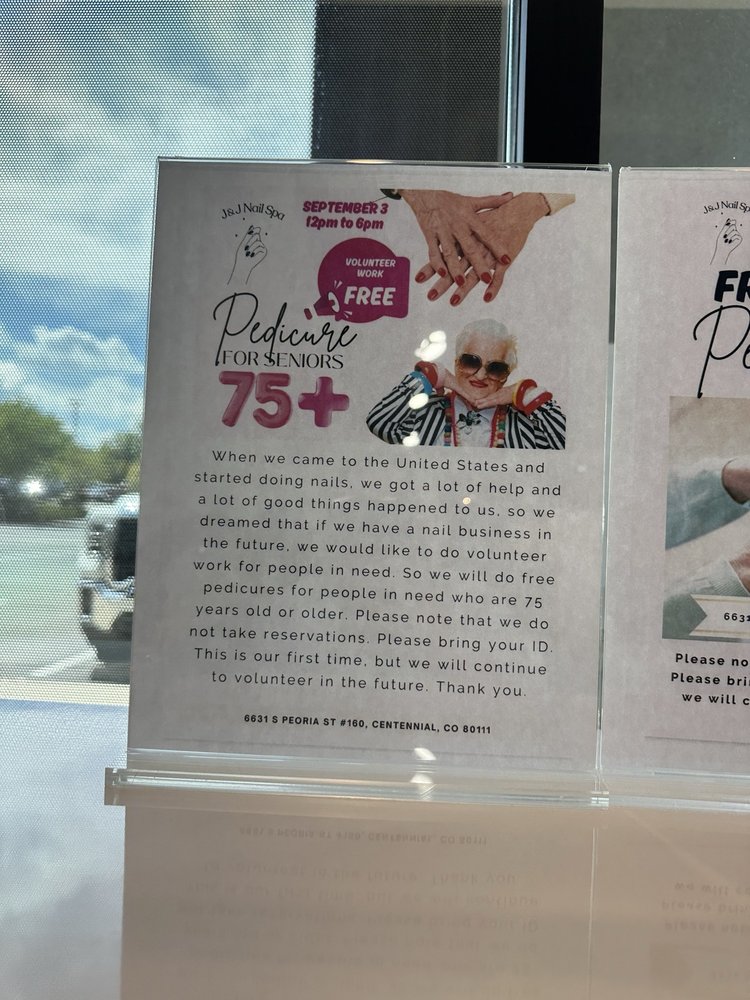 J&J Nail Spa
SEPTEMBER 3
12pm to 6pm
VOLUNTEER
WORK
FREE
Pedicure
FOR SENIORS
75+
When we came to the United States and
started doing nails, we got a lot of help and
a lot of good things happened to us, so we
dreamed that if we have a nail business in
the future, we would like to do volunteer
work for people in need. So we will do free
pedicures for people in need who are 75
years old or older. Please note that we do
not take reservations. Please bring your ID.
This is our first time, but we will continue
to volunteer in the future. Thank you.
6631 S PEORIA ST #160, CENTENNIAL, CO 80111
J&J Nail Spa
6631
Please no
we will c